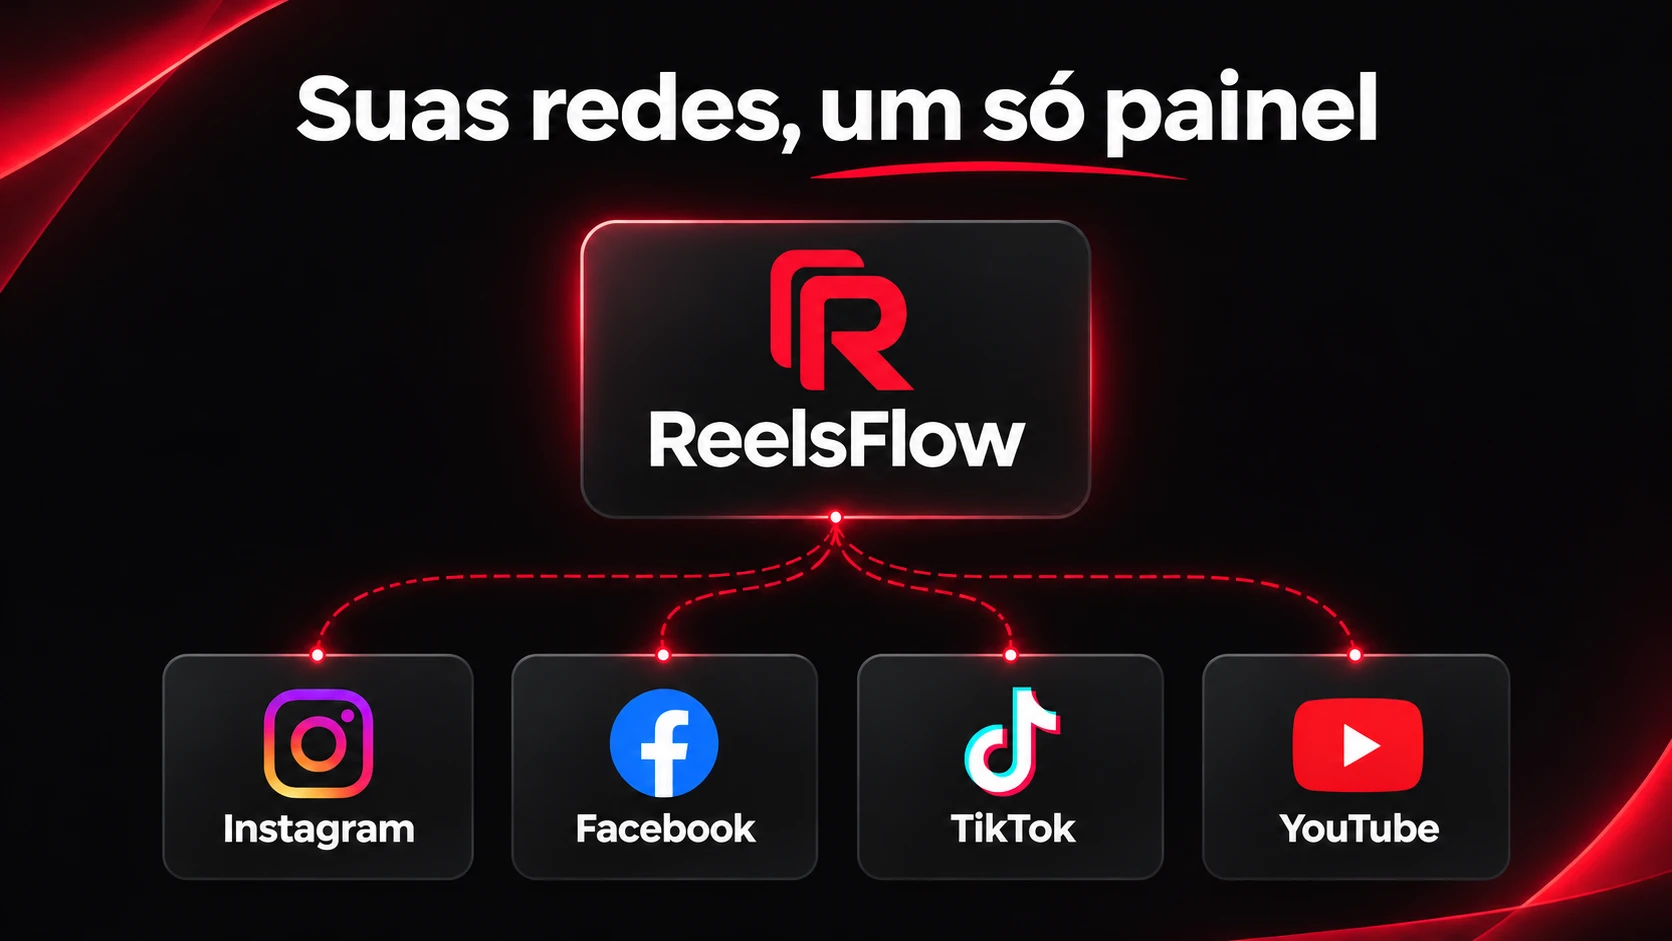 Suas redes, um só painel
ReelsFlow
Instagram
Facebook
TikTok
YouTube